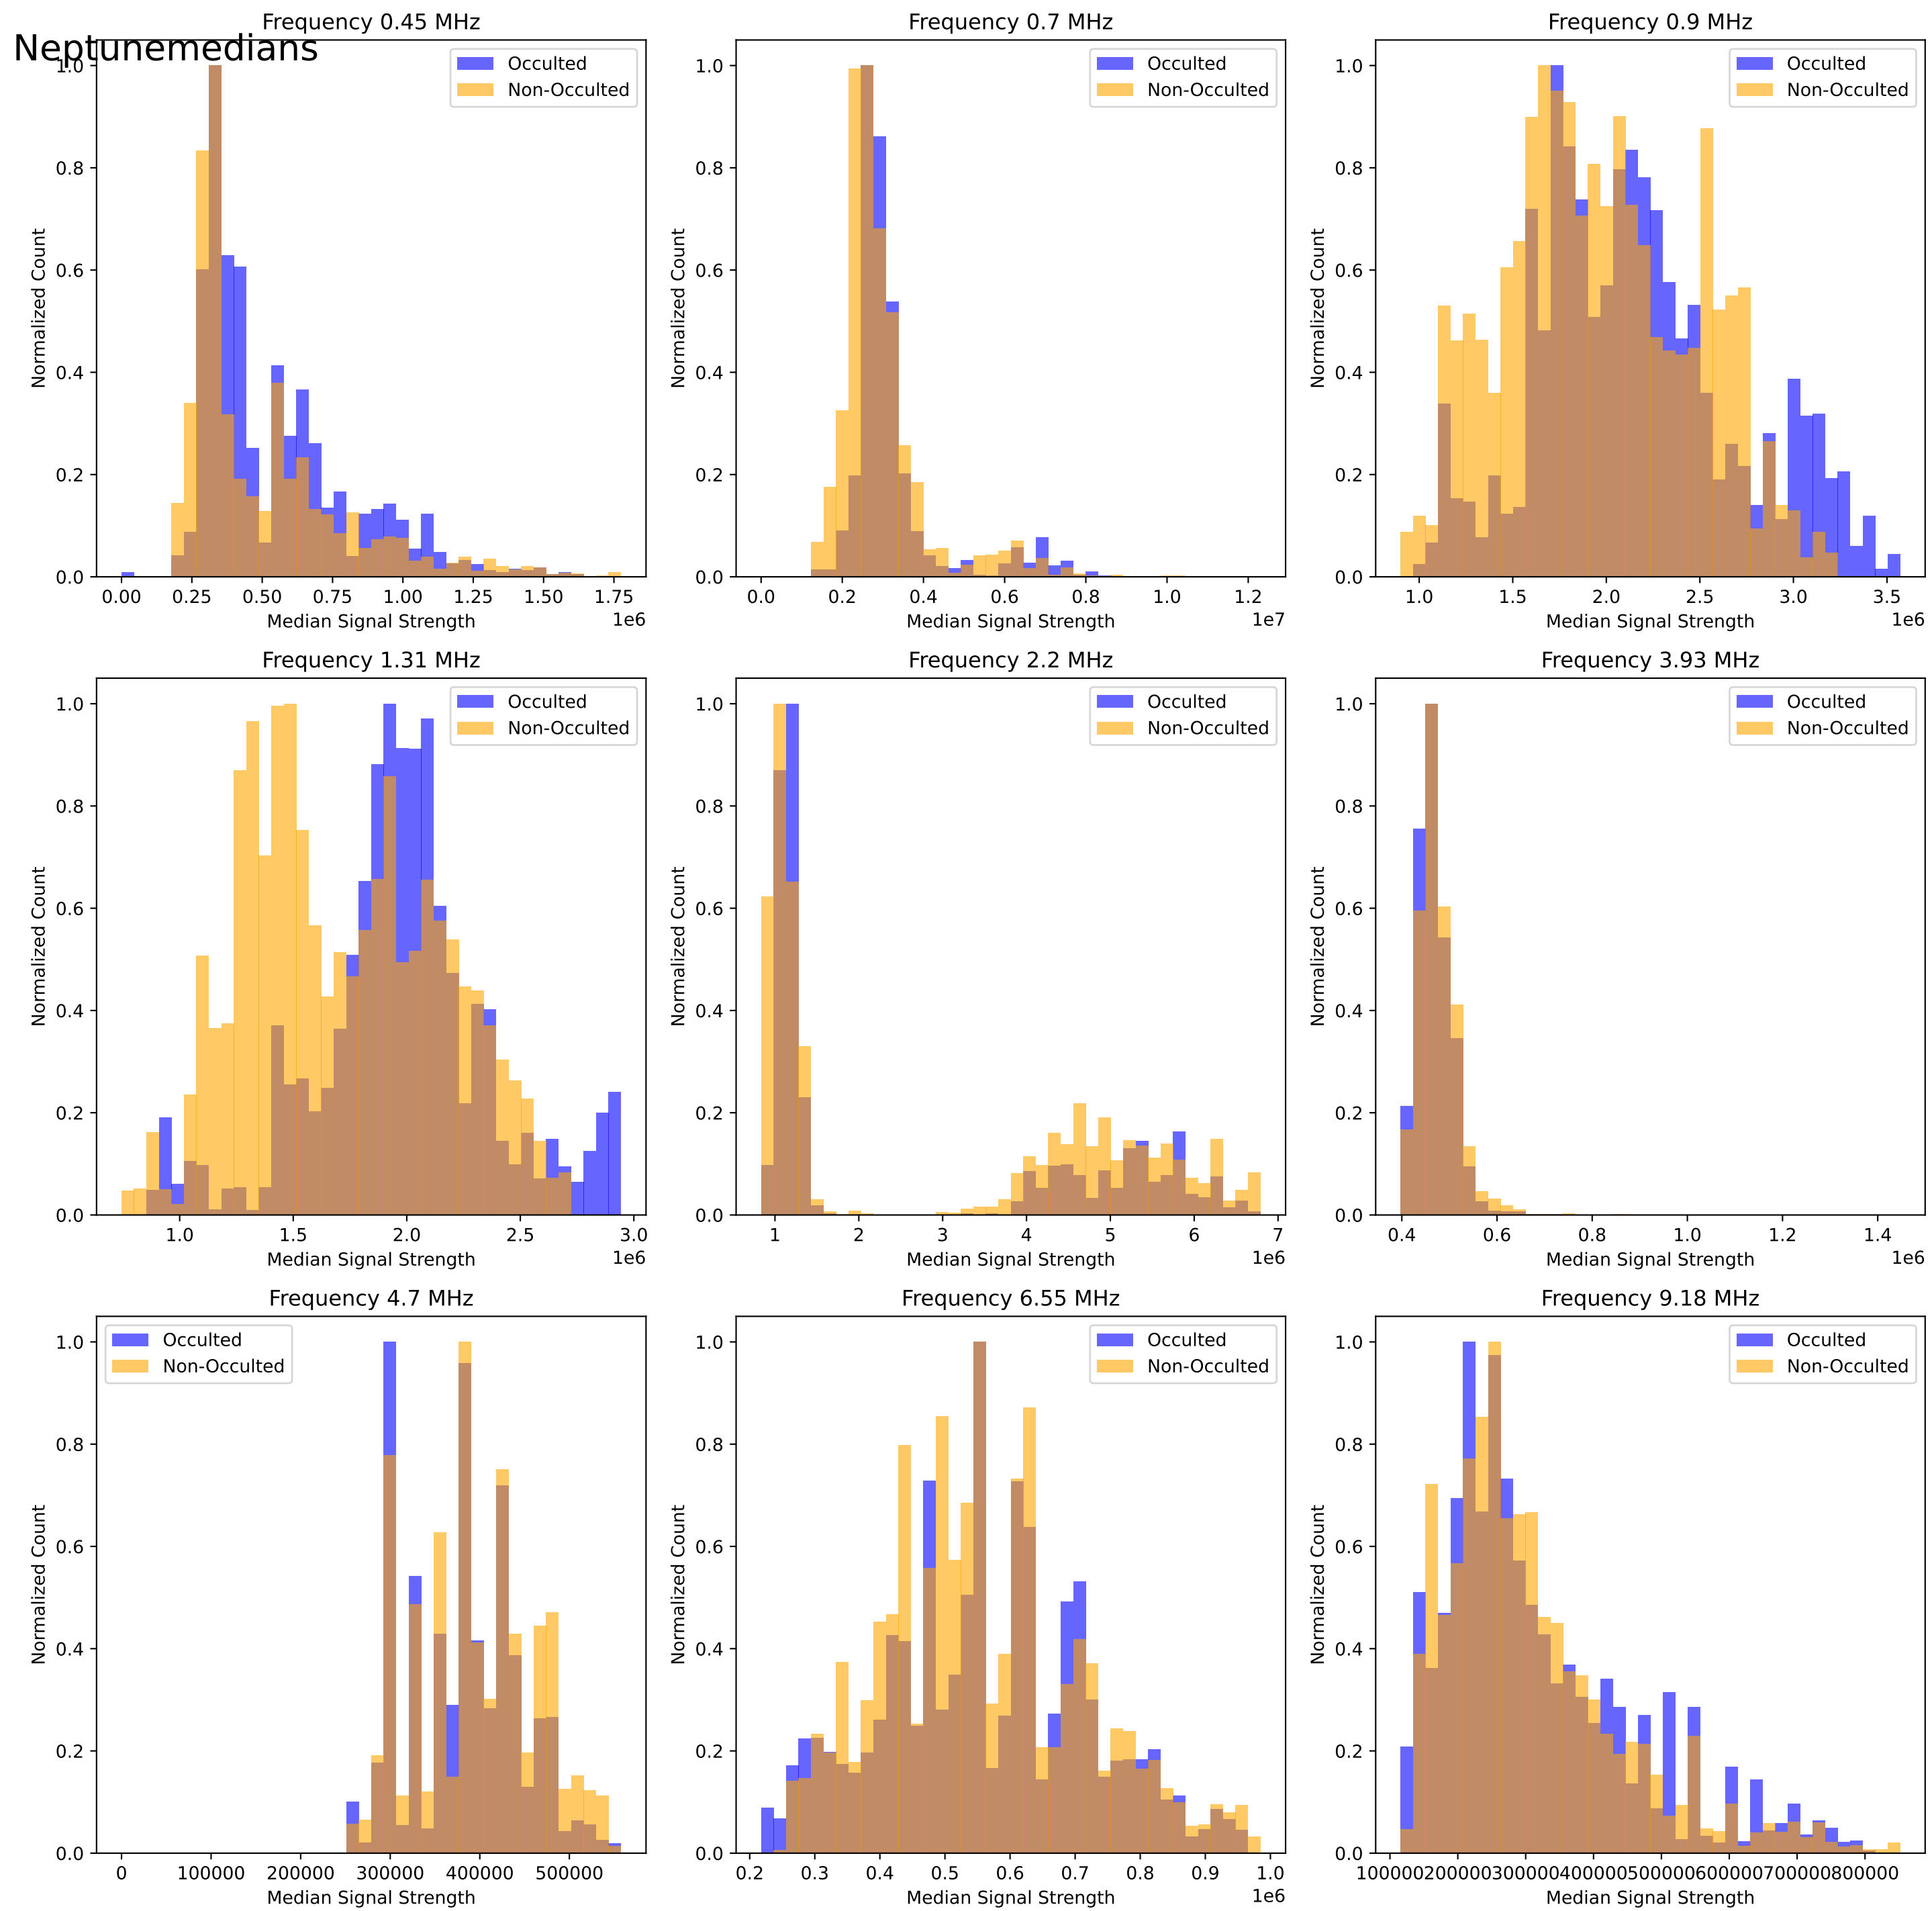 Neptunemedians
Frequency 0.45 MHz
Occulted
Non-Occulted
Normalized Count
0.0
0.2
0.4
0.6
0.8
1.0
0.00 0.25 0.50 0.75 1.00 1.25 1.50 1.75
1e6
Median Signal Strength
Frequency 0.7 MHz
Occulted
Non-Occulted
Normalized Count
0.0
0.2
0.4
0.6
0.8
1.0
0.0 0.2 0.4 0.6 0.8 1.0 1.2
1e7
Median Signal Strength
Frequency 0.9 MHz
Occulted
Non-Occulted
Normalized Count
0.0
0.2
0.4
0.6
0.8
1.0
1.0 1.5 2.0 2.5 3.0 3.5
1e6
Median Signal Strength
Frequency 1.31 MHz
Occulted
Non-Occulted
Normalized Count
0.0
0.2
0.4
0.6
0.8
1.0
1.0 1.5 2.0 2.5 3.0
1e6
Median Signal Strength
Frequency 2.2 MHz
Occulted
Non-Occulted
Normalized Count
0.0
0.2
0.4
0.6
0.8
1.0
1 2 3 4 5 6 7
1e6
Median Signal Strength
Frequency 3.93 MHz
Occulted
Non-Occulted
Normalized Count
0.0
0.2
0.4
0.6
0.8
1.0
0.4 0.6 0.8 1.0 1.2 1.4
1e6
Median Signal Strength
Frequency 4.7 MHz
Occulted
Non-Occulted
Normalized Count
0.0
0.2
0.4
0.6
0.8
1.0
0 100000 200000 300000 400000 500000
Median Signal Strength
Frequency 6.55 MHz
Occulted
Non-Occulted
Normalized Count
0.0
0.2
0.4
0.6
0.8
1.0
0.2 0.3 0.4 0.5 0.6 0.7 0.8 0.9 1.0
1e6
Median Signal Strength
Frequency 9.18 MHz
Occulted
Non-Occulted
Normalized Count
0.0
0.2
0.4
0.6
0.8
1.0
100000 200000 300000 400000 500000 600000 700000 800000
Median Signal Strength